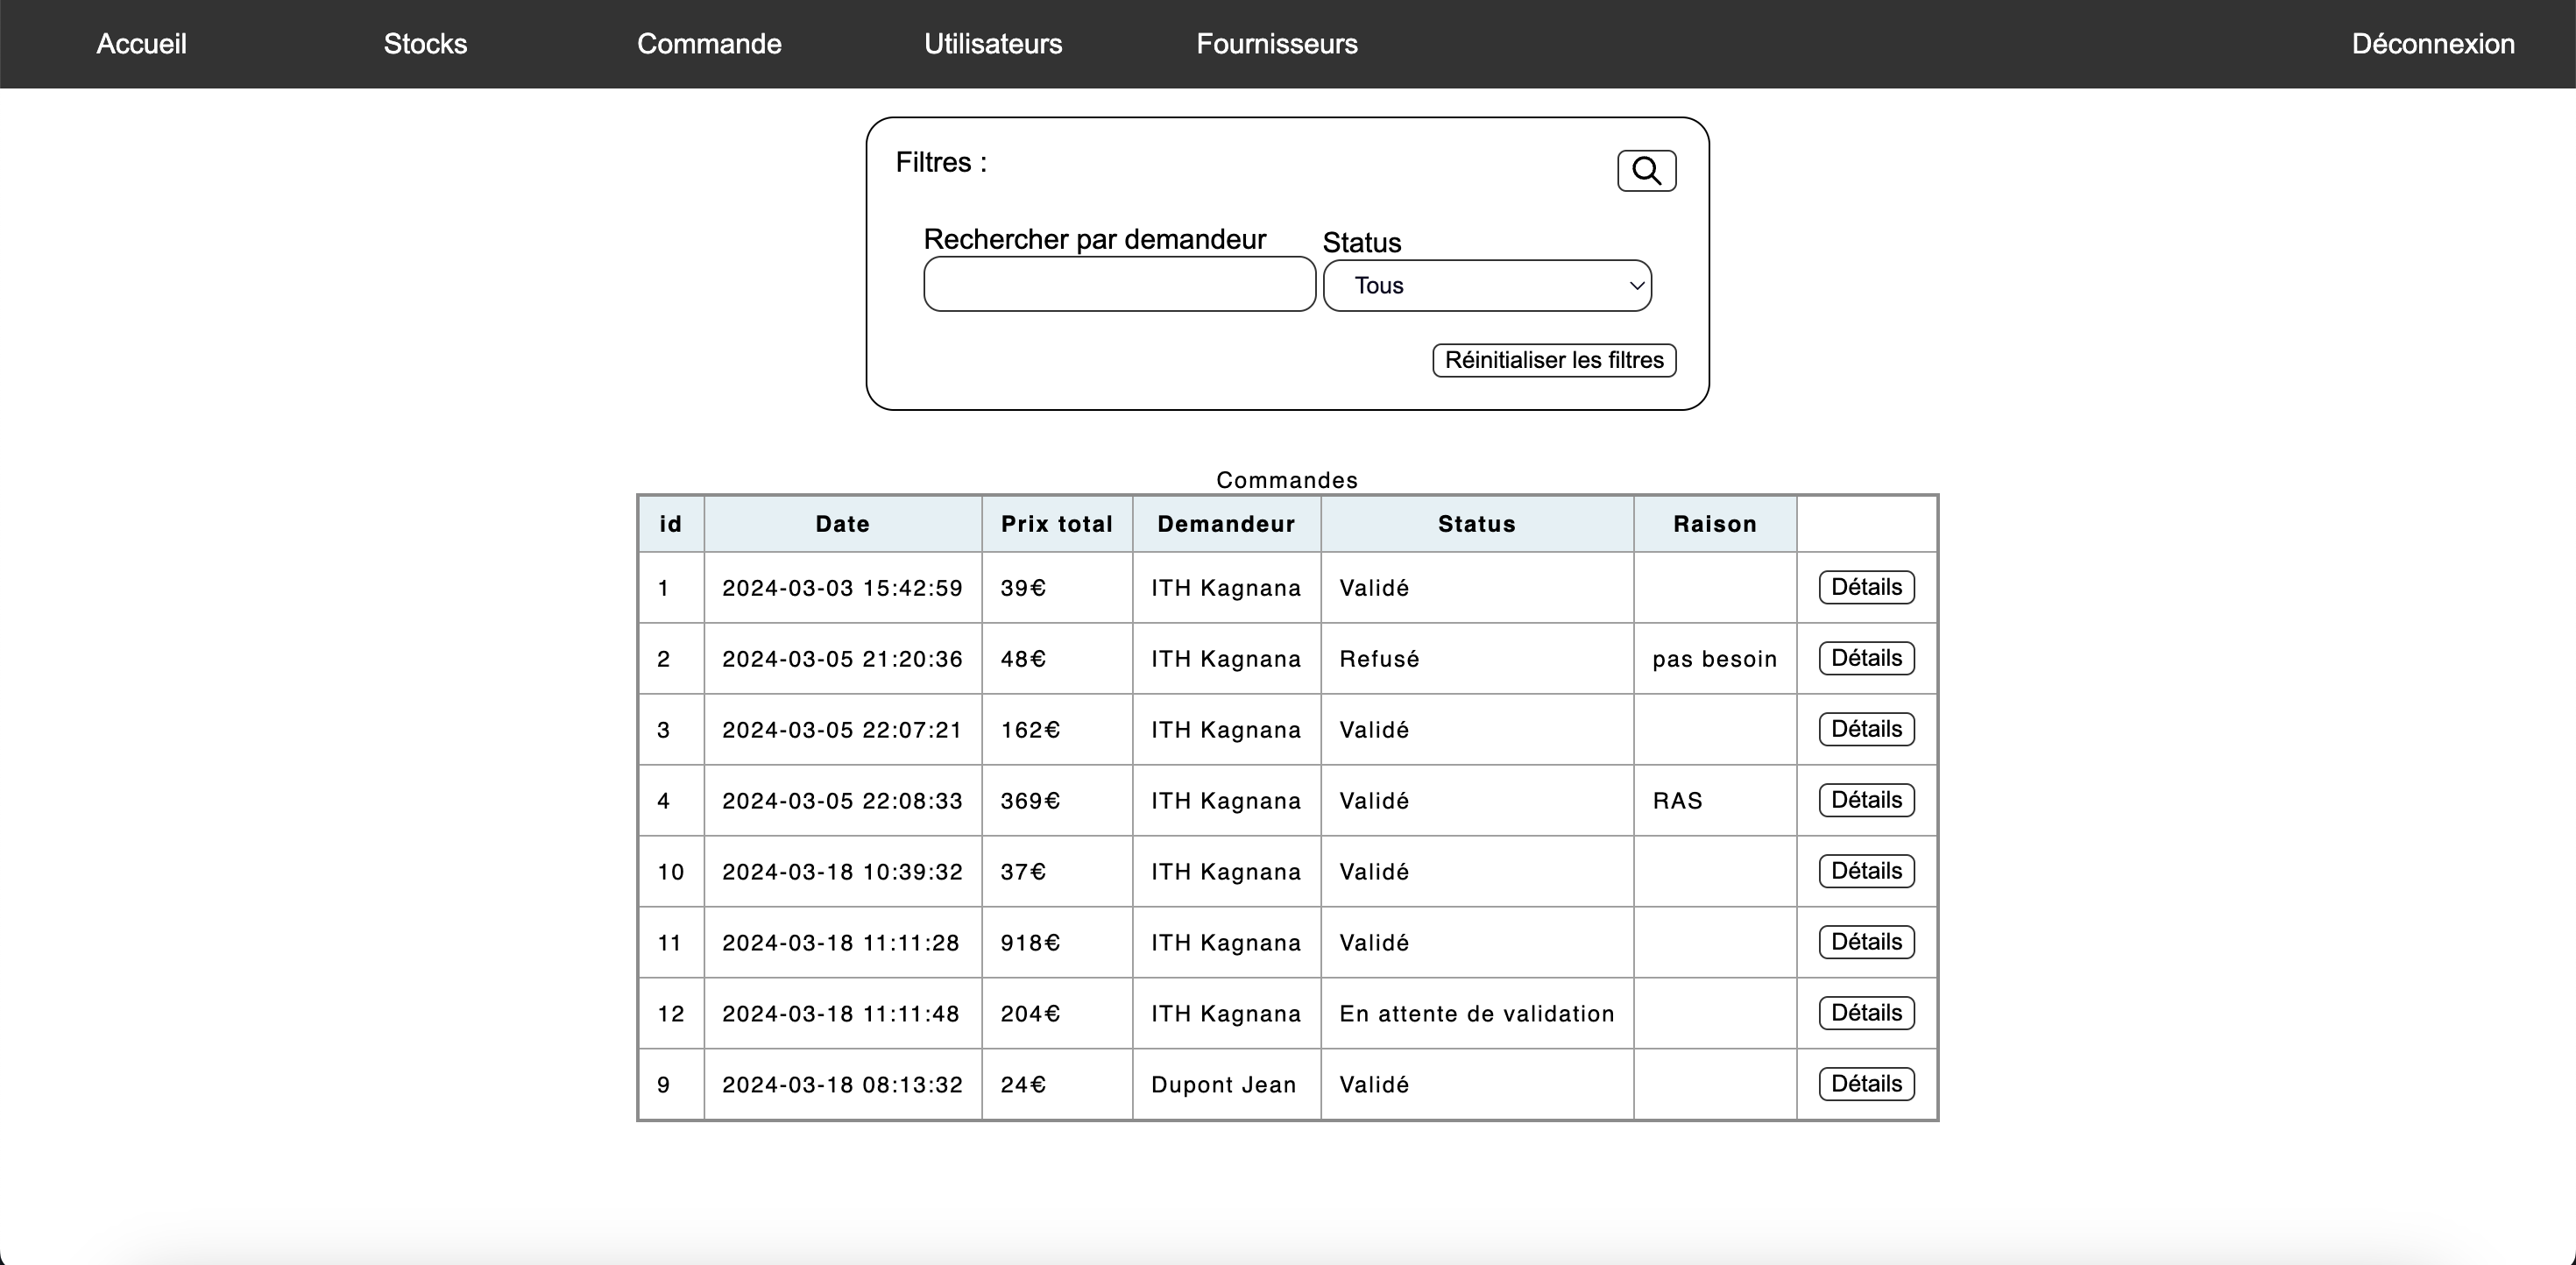 Accueil Stocks Commande Utilisateurs Fournisseurs Déconnexion
Filtres :
Rechercher par demandeur Status
Tous
Réinitialiser les filtres
Commandes
id Date Prix total Demandeur Status Raison
1 2024-03-03 15:42:59 39€ ITH Kagnana Validé Détails
2 2024-03-05 21:20:36 48€ ITH Kagnana Refusé pas besoin Détails
3 2024-03-05 22:07:21 162€ ITH Kagnana Validé Détails
4 2024-03-05 22:08:33 369€ ITH Kagnana Validé RAS Détails
10 2024-03-18 10:39:32 37€ ITH Kagnana Validé Détails
11 2024-03-18 11:11:28 918€ ITH Kagnana Validé Détails
12 2024-03-18 11:11:48 204€ ITH Kagnana En attente de validation Détails
9 2024-03-18 08:13:32 24€ Dupont Jean Validé Détails